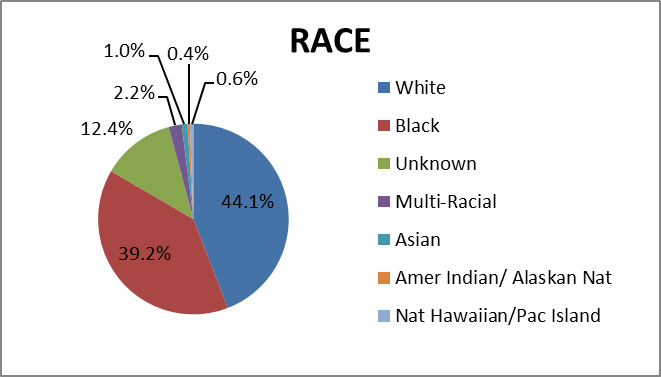 RACE
1.0%
0.4%
0.6%
2.2%
12.4%
44.1%
39.2%
White
Black
Unknown
Multi-Racial
Asian
Amer Indian/ Alaskan Nat
Nat Hawaiian/Pac Island